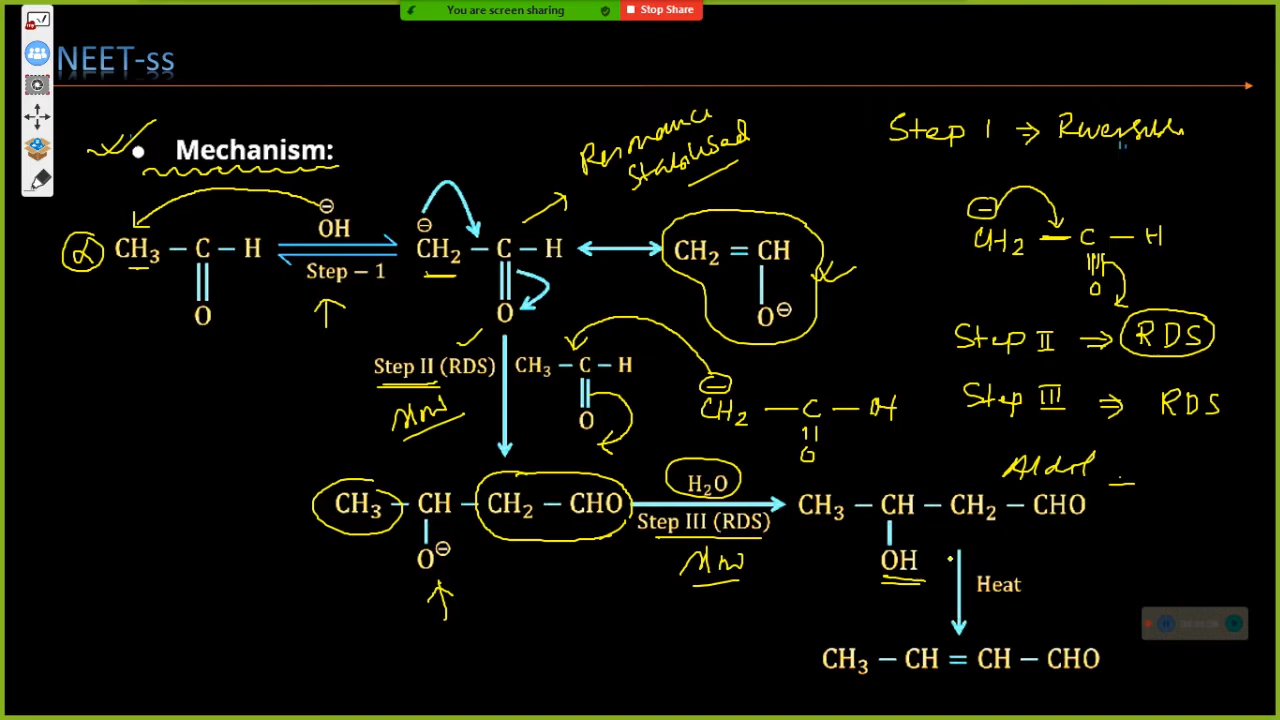 You are screen sharing
Stop Share
NEET-ss
• Mechanism:
Resonance
stabilised
Step 1 ⇒ Reversible
⊖
OH
α CH₃ – C – H
O
Step – 1
⊖
CH₂ – C – H
O
CH₂ = CH
O⊖
⊖
CH₂ – C – H
O
Step II ⇒ RDS
Step III ⇒ RDS
Step II (RDS)
CH₃ – C – H
O
⊖
CH₂ – C – H
O
Aldol
CH₃ – CH – CH₂ – CHO
O⊖
H₂O
Step III (RDS)
CH₃ – CH – CH₂ – CHO
OH
Heat
CH₃ – CH = CH – CHO